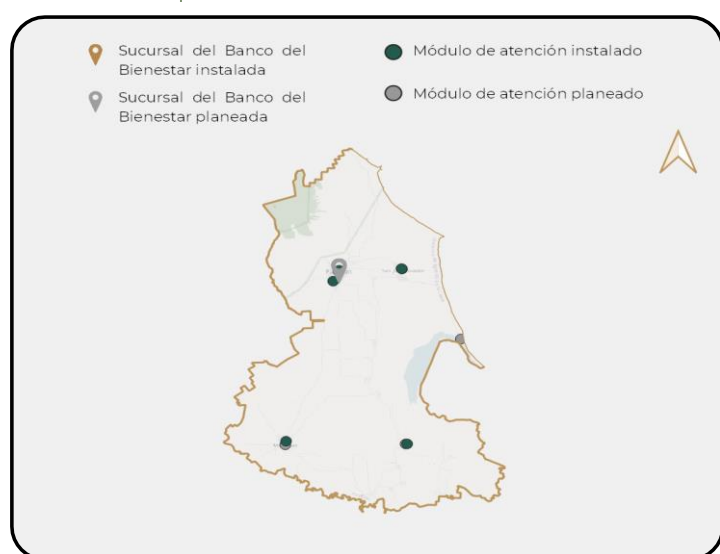 Sucursal del Banco del
Bienestar instalada
Sucursal del Banco del
Bienestar planeada
Módulo de atención instalado
Módulo de atención planeado